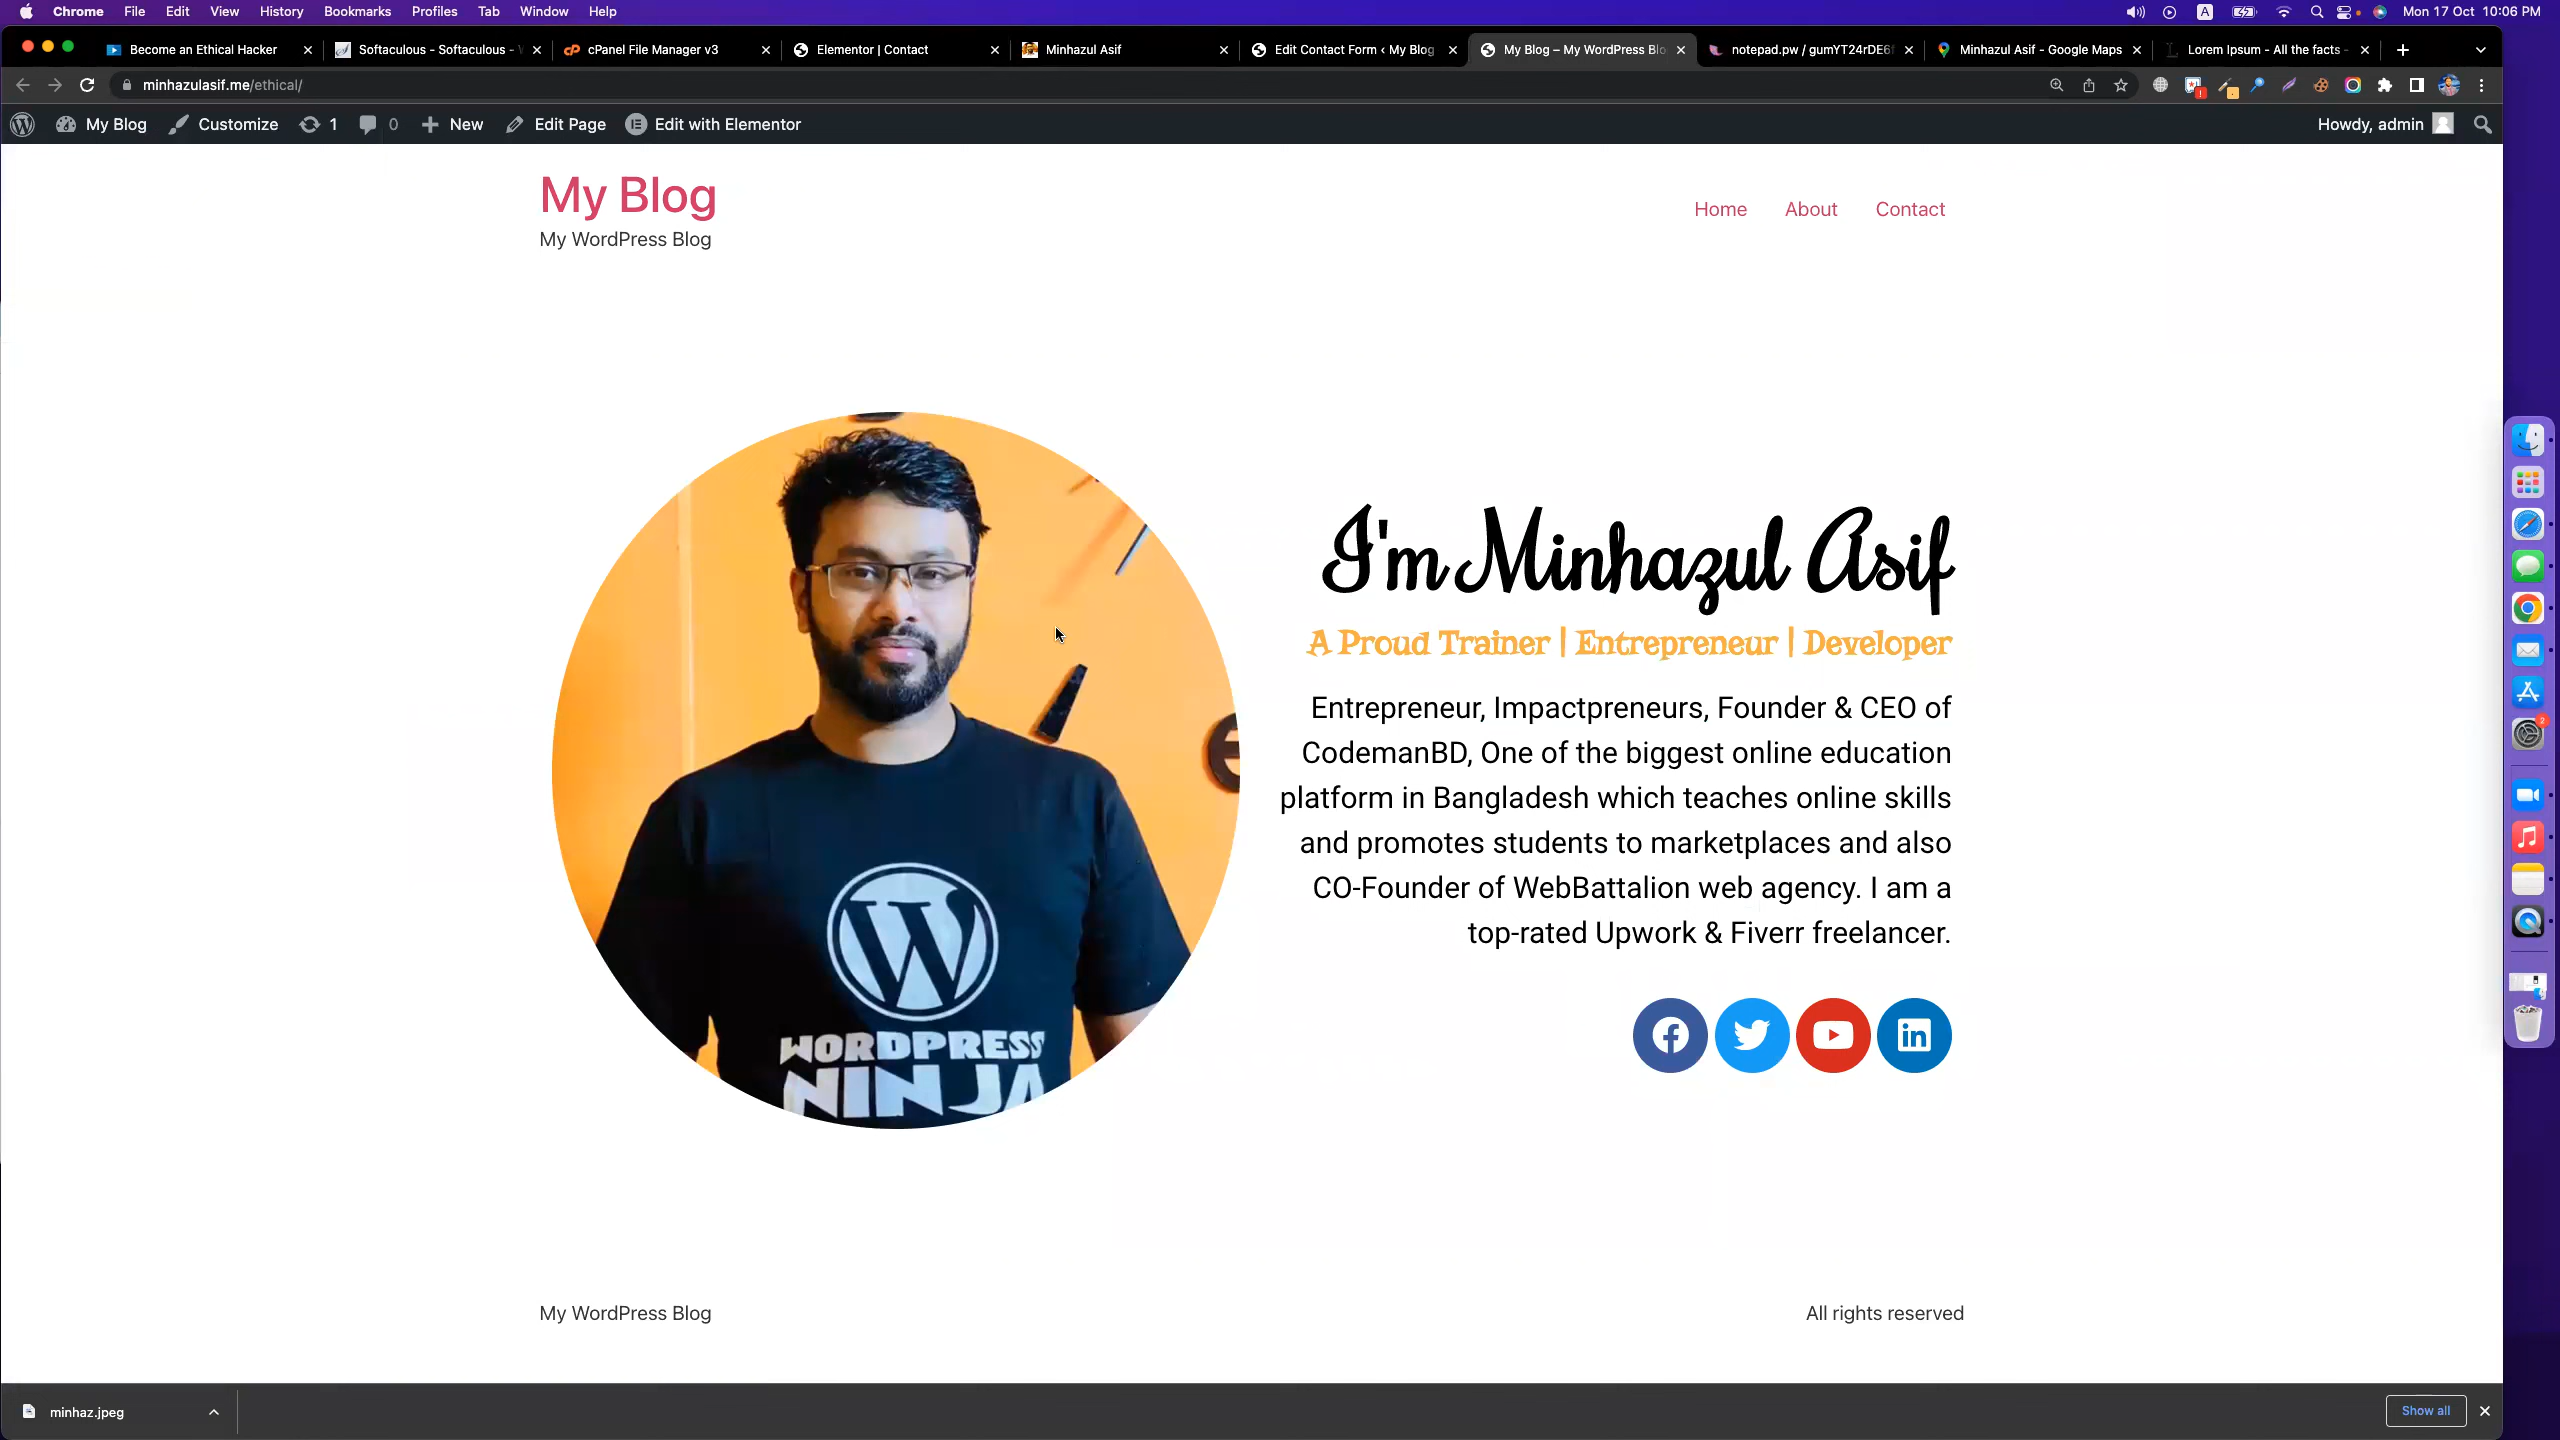 Chrome File Edit View History Bookmarks Profiles Tab Window Help
A
Mon 17 Oct 10:06 PM
Become an Ethical Hacker
Softaculous - Softaculous -
cPanel File Manager v3
Elementor | Contact
Minhazul Asif
Edit Contact Form ‹ My Blog
My Blog – My WordPress Blo
notepad.pw / gumYT24rDE6f
Minhazul Asif - Google Maps
Lorem Ipsum - All the facts -
minhazulasif.me/ethical/
My Blog Customize 1 0 New Edit Page Edit with Elementor
Howdy, admin
My Blog
My WordPress Blog
Home About Contact
I'm Minhazul Asif
A Proud Trainer | Entrepreneur | Developer
Entrepreneur, Impactpreneurs, Founder & CEO of
CodemanBD, One of the biggest online education
platform in Bangladesh which teaches online skills
and promotes students to marketplaces and also
CO-Founder of WebBattalion web agency. I am a
top-rated Upwork & Fiverr freelancer.
WORDPRESS
NINJA
My WordPress Blog
All rights reserved
minhaz.jpeg
Show all
2